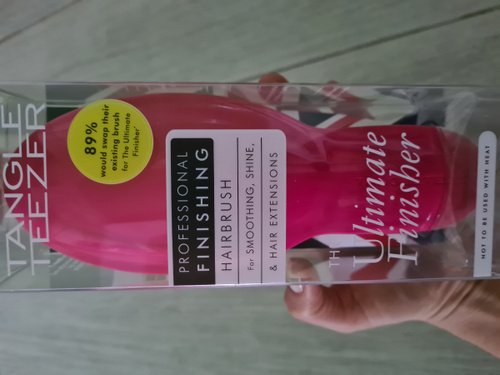 TANGLE
TEEZER
89%
would swap their
existing brush
for The Ultimate
Finisher*
PROFESSIONAL
FINISHING
HAIRBRUSH
For SMOOTHING, SHINE,
& HAIR EXTENSIONS
THE
Ultimate
Finisher
NOT TO BE USED WITH HEAT